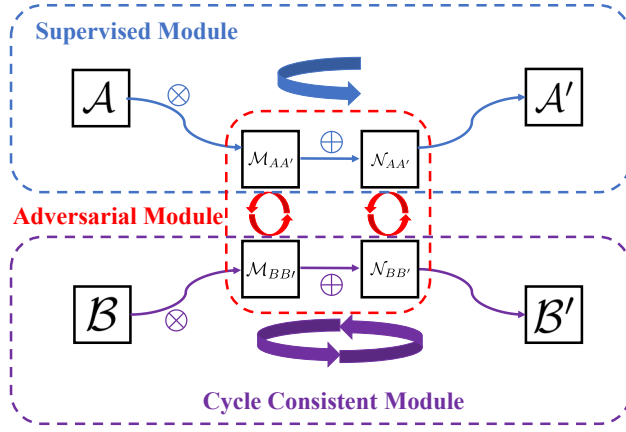 Supervised Module
𝒜 ⊗ 𝒜′
ℳ_{AA′} ⊕ 𝒩_{AA′}
Adversarial Module
ℳ_{BB′} ⊕ 𝒩_{BB′}
ℬ ⊗ ℬ′
Cycle Consistent Module